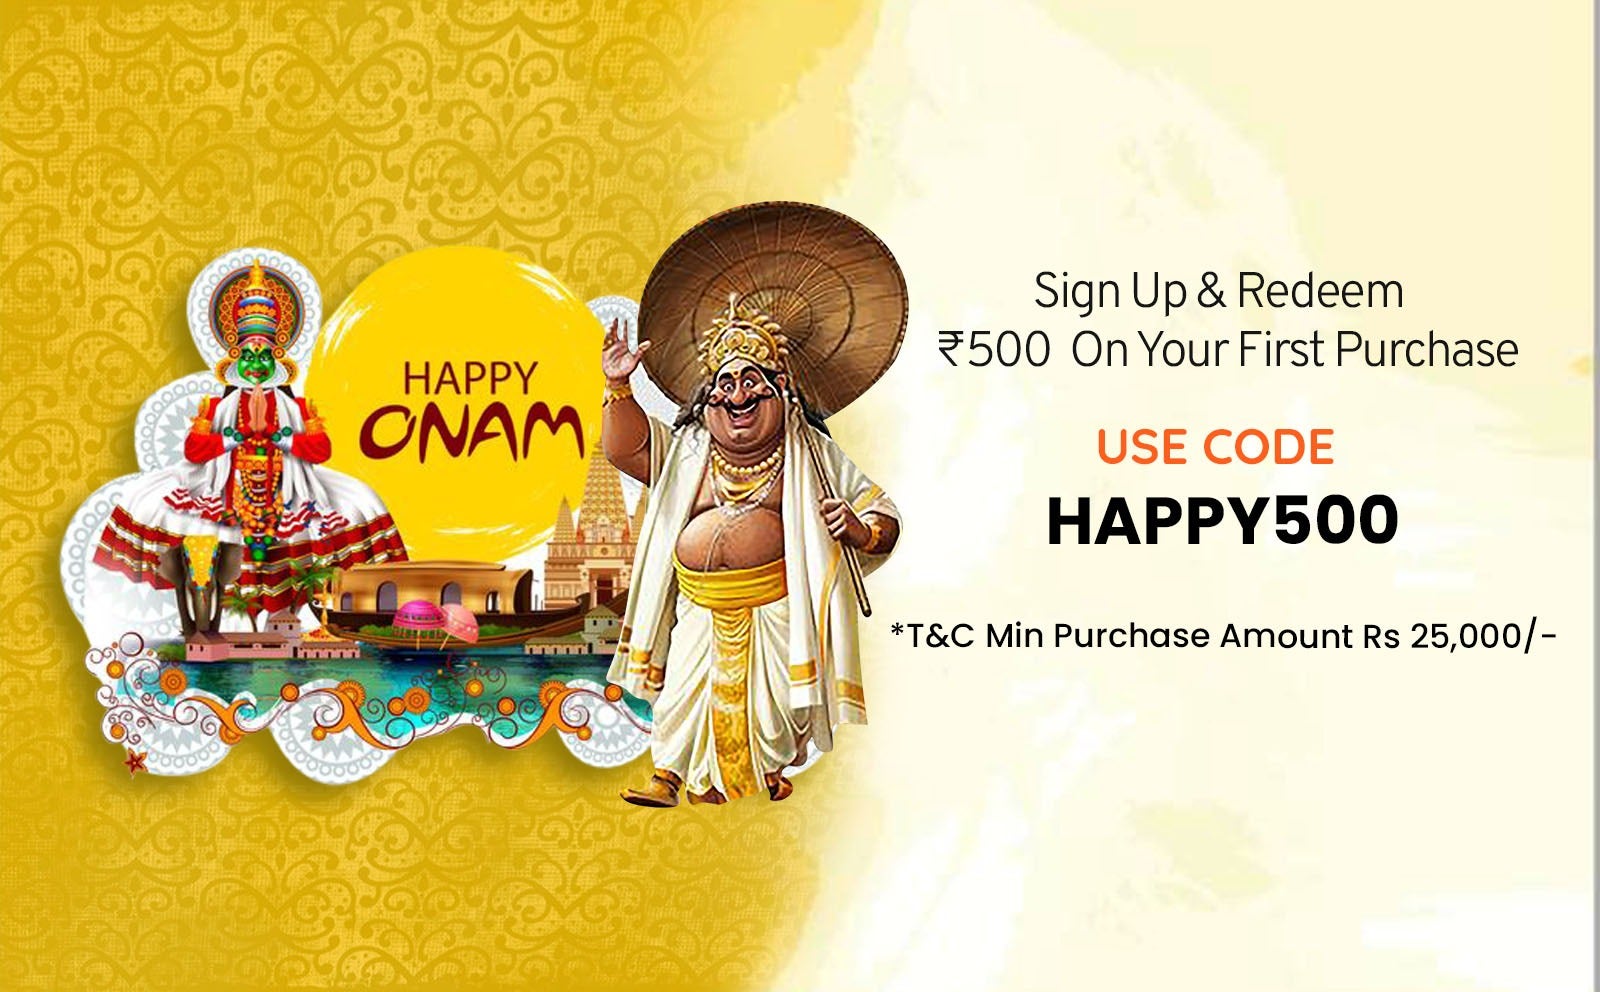 HAPPY
ONAM
Sign Up & Redeem
₹500 On Your First Purchase
USE CODE
HAPPY500
*T&C Min Purchase Amount Rs 25,000/-